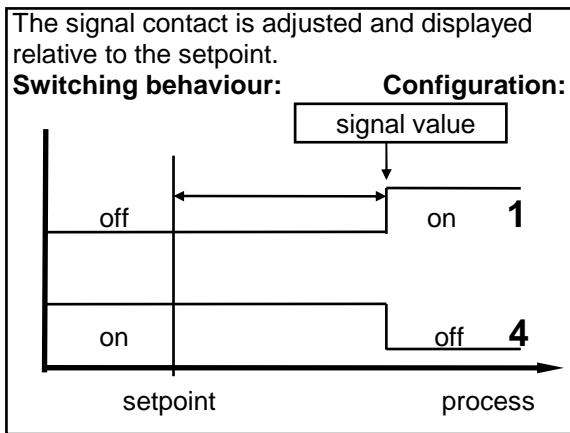 The signal contact is adjusted and displayed
relative to the setpoint.
Switching behaviour: Configuration:
signal value
off on 1
on off 4
setpoint process